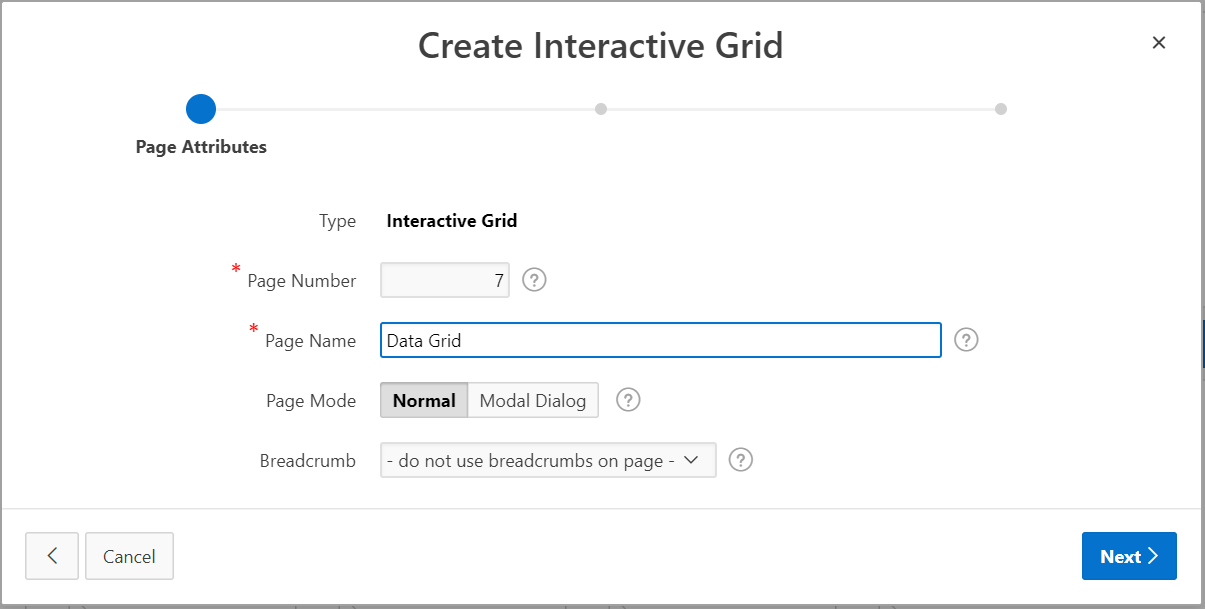 Create Interactive Grid
Page Attributes
Type Interactive Grid
* Page Number 7 ?
* Page Name Data Grid ?
Page Mode Normal Modal Dialog ?
Breadcrumb - do not use breadcrumbs on page - ?
Cancel Next